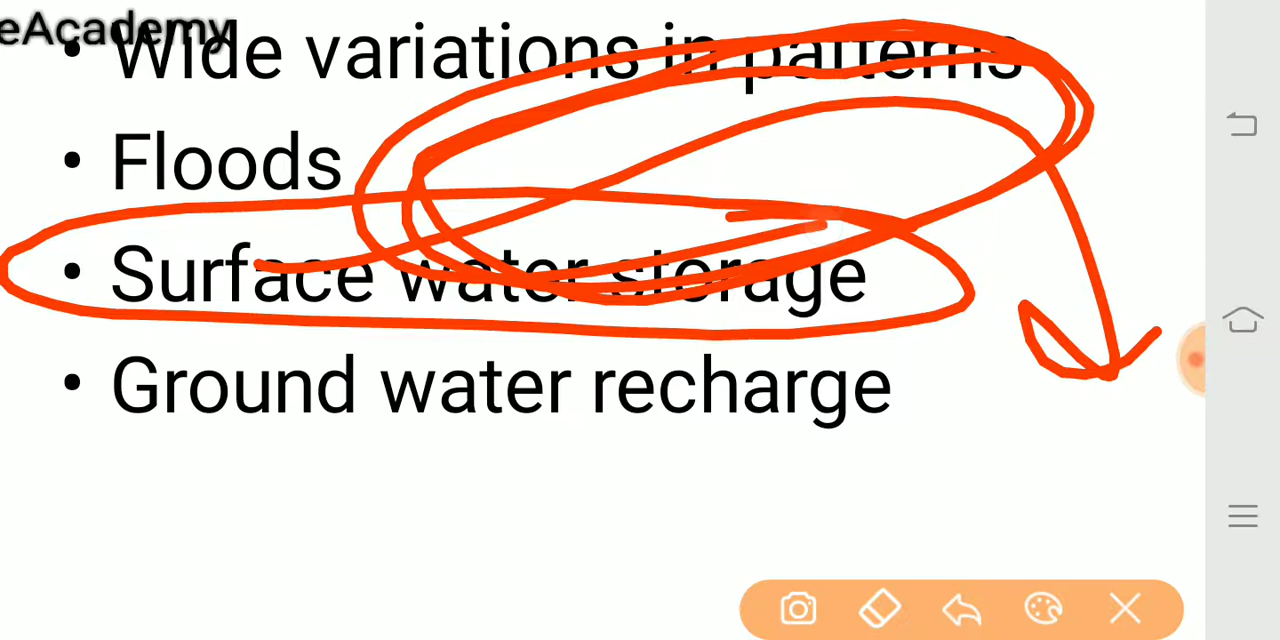 eAcademy
• Wide variations in patterns
• Floods
• Surface water storage
• Ground water recharge